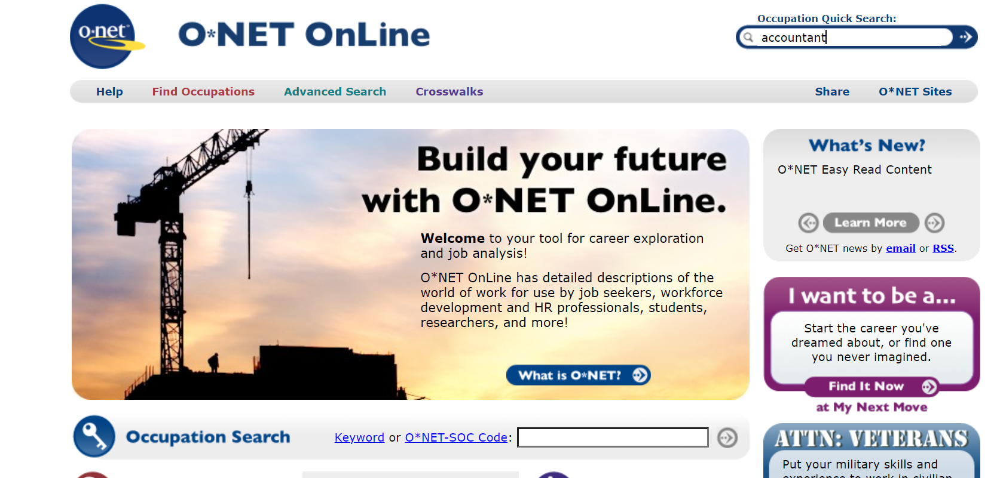 o·net
O*NET OnLine
Occupation Quick Search:
accountant
Help
Find Occupations
Advanced Search
Crosswalks
Share
O*NET Sites
Build your future
with O*NET OnLine.
Welcome to your tool for career exploration
and job analysis!
O*NET OnLine has detailed descriptions of the
world of work for use by job seekers, workforce
development and HR professionals, students,
researchers, and more!
What is O*NET?
What's New?
O*NET Easy Read Content
Learn More
Get O*NET news by email or RSS.
I want to be a...
Start the career you've
dreamed about, or find one
you never imagined.
Find It Now
at My Next Move
Occupation Search
Keyword or O*NET-SOC Code:
ATTN: VETERANS
Put your military skills and
experience to work in civilian